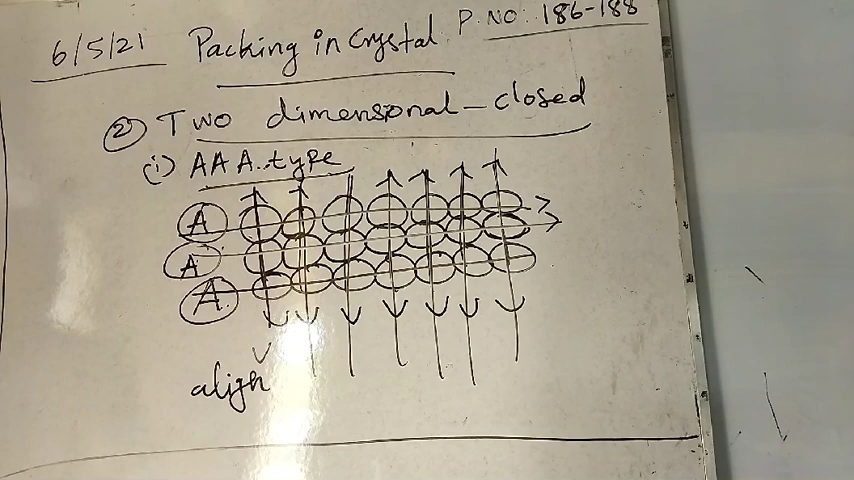 6/5/21 Packing in Crystal P. NO: 186-188
② Two dimensional - closed
(i) AAA..type
A
A
A
align